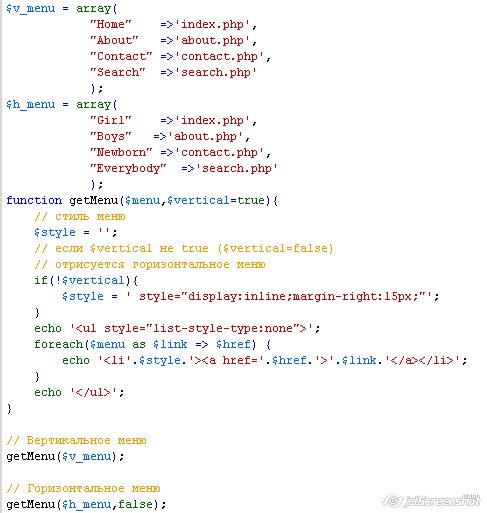 $v_menu = array(
"Home" =>'index.php',
"About" =>'about.php',
"Contact" =>'contact.php',
"Search" =>'search.php'
);
$h_menu = array(
"Girl" =>'index.php',
"Boys" =>'about.php',
"Newborn" =>'contact.php',
"Everybody" =>'search.php'
);
function getMenu($menu,$vertical=true){
// стиль меню
$style = '';
// если $vertical не true ($vertical=false)
// отрисуется горизонтальное меню
if(!$vertical){
$style = ' style="display:inline;margin-right:15px;"';
}
echo '<ul style="list-style-type:none">';
foreach($menu as $link => $href) {
echo '<li'.$style.'><a href='.$href.'>'.$link.'</a></li>';
}
echo '</ul>';
}
// Вертикальное меню
getMenu($v_menu);
// Горизонтальное меню
getMenu($h_menu,false);
jetScreenshot